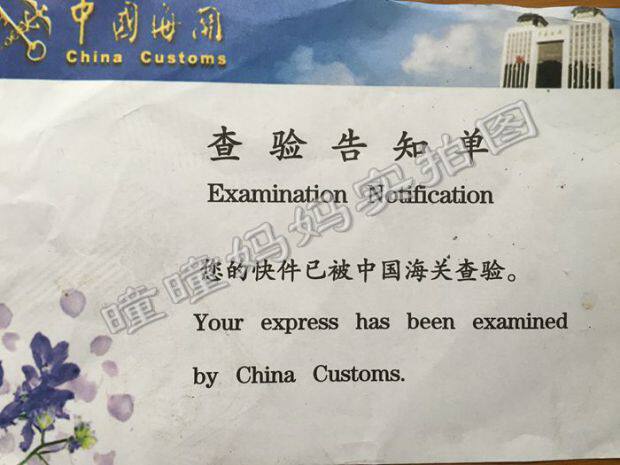 中國海關
China Customs
查验告知单
Examination Notification
瞳瞳妈妈实拍图
您的快件已被中国海关查验。
Your express has been examined
by China Customs.